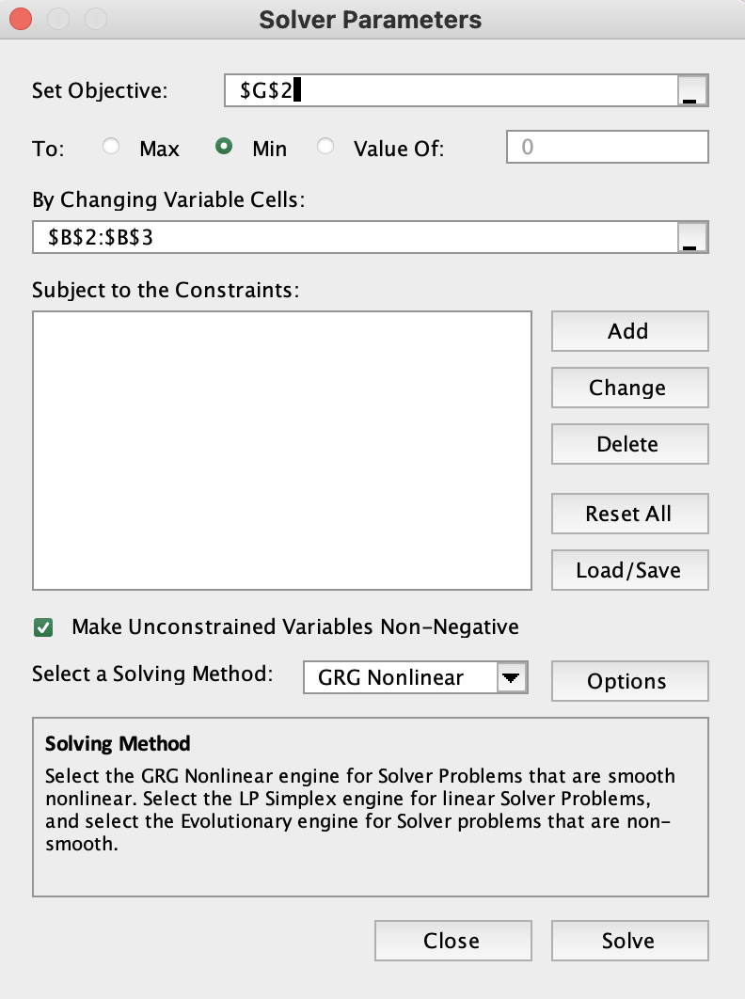 Solver Parameters
Set Objective: $G$2
To: Max Min Value Of: 0
By Changing Variable Cells:
$B$2:$B$3
Subject to the Constraints:
Add
Change
Delete
Reset All
Load/Save
Make Unconstrained Variables Non-Negative
Select a Solving Method: GRG Nonlinear Options
Solving Method
Select the GRG Nonlinear engine for Solver Problems that are smooth
nonlinear. Select the LP Simplex engine for linear Solver Problems,
and select the Evolutionary engine for Solver problems that are non-
smooth.
Close Solve